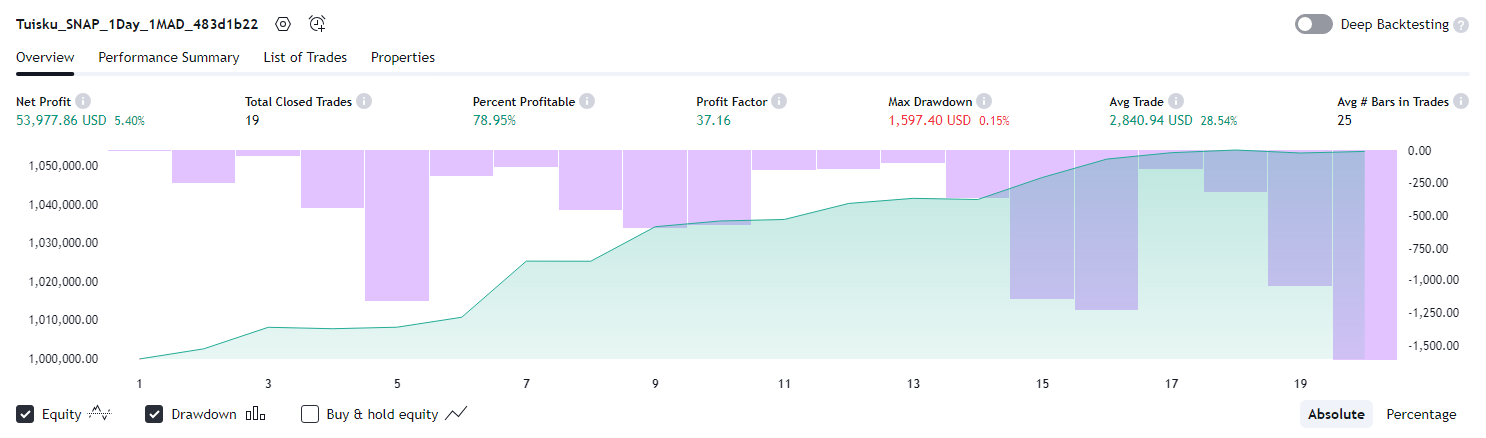 Tuisku_SNAP_1Day_1MAD_483d1b22 Deep Backtesting ?
Overview Performance Summary List of Trades Properties
Net Profit i Total Closed Trades i Percent Profitable i Profit Factor i Max Drawdown i Avg Trade i Avg # Bars in Trades i
53,977.86 USD 5.40% 19 78.95% 37.16 1,597.40 USD 0.15% 2,840.94 USD 28.54% 25
1,050,000.00 0.00
1,040,000.00 -250.00
1,030,000.00 -500.00
1,020,000.00 -750.00
1,010,000.00 -1,000.00
1,000,000.00 -1,250.00
-1,500.00
1 3 5 7 9 11 13 15 17 19
Equity Drawdown Buy & hold equity Absolute Percentage